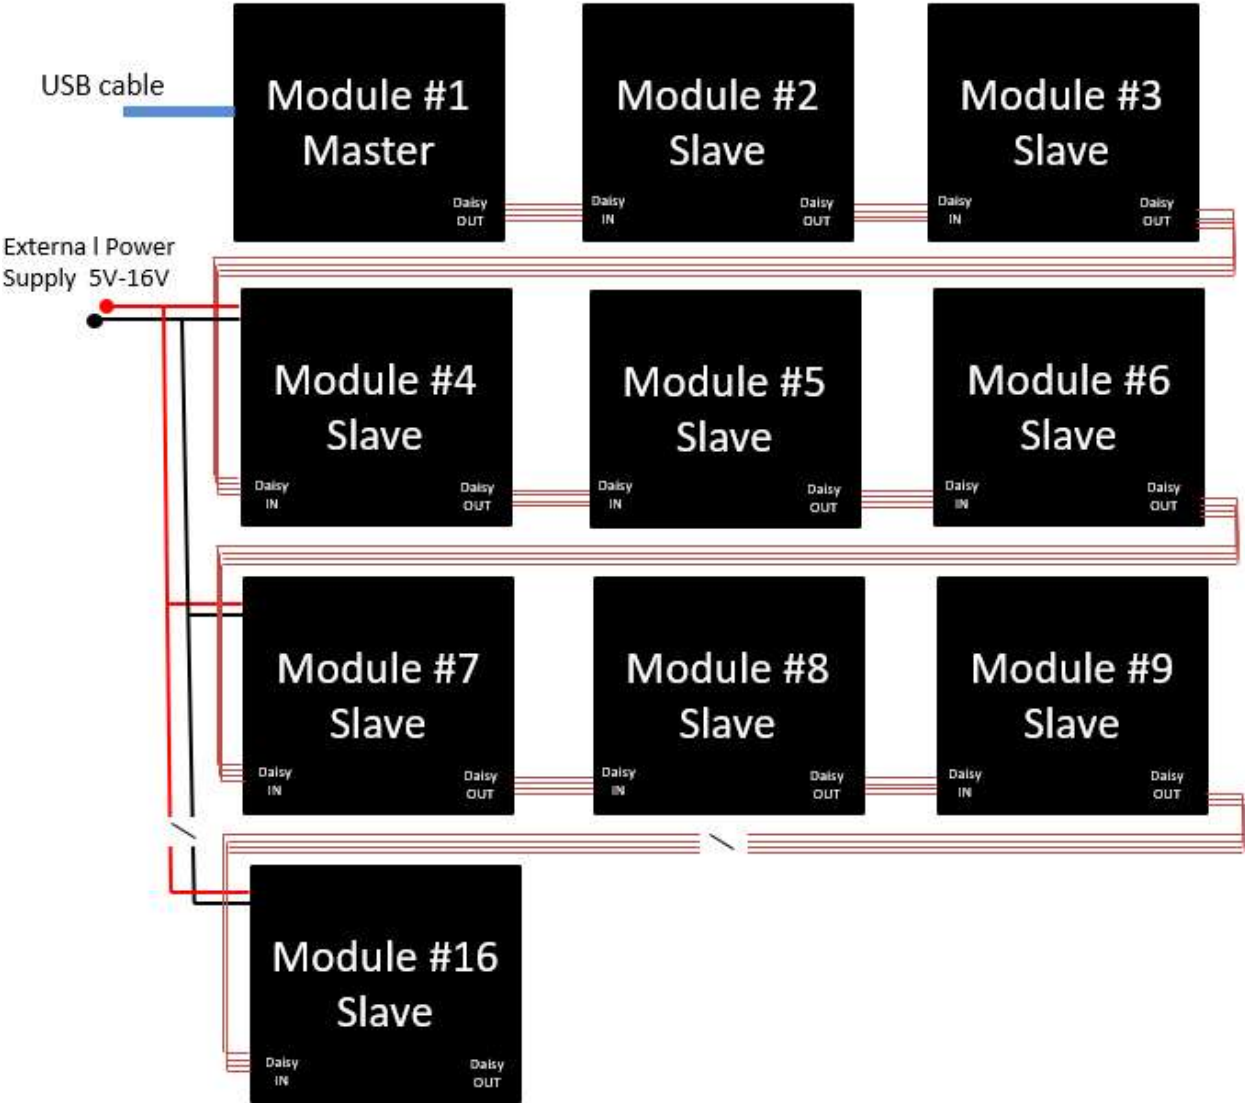 USB cable
Module #1
Master
Daisy
OUT
Module #2
Slave
Daisy
IN
Daisy
OUT
Module #3
Slave
Daisy
IN
Daisy
OUT
Externa l Power
Supply  5V-16V
Module #4
Slave
Daisy
IN
Daisy
OUT
Module #5
Slave
Daisy
IN
Daisy
OUT
Module #6
Slave
Daisy
IN
Daisy
OUT
Module #7
Slave
Daisy
IN
Daisy
OUT
Module #8
Slave
Daisy
IN
Daisy
OUT
Module #9
Slave
Daisy
IN
Daisy
OUT
Module #16
Slave
Daisy
IN
Daisy
OUT